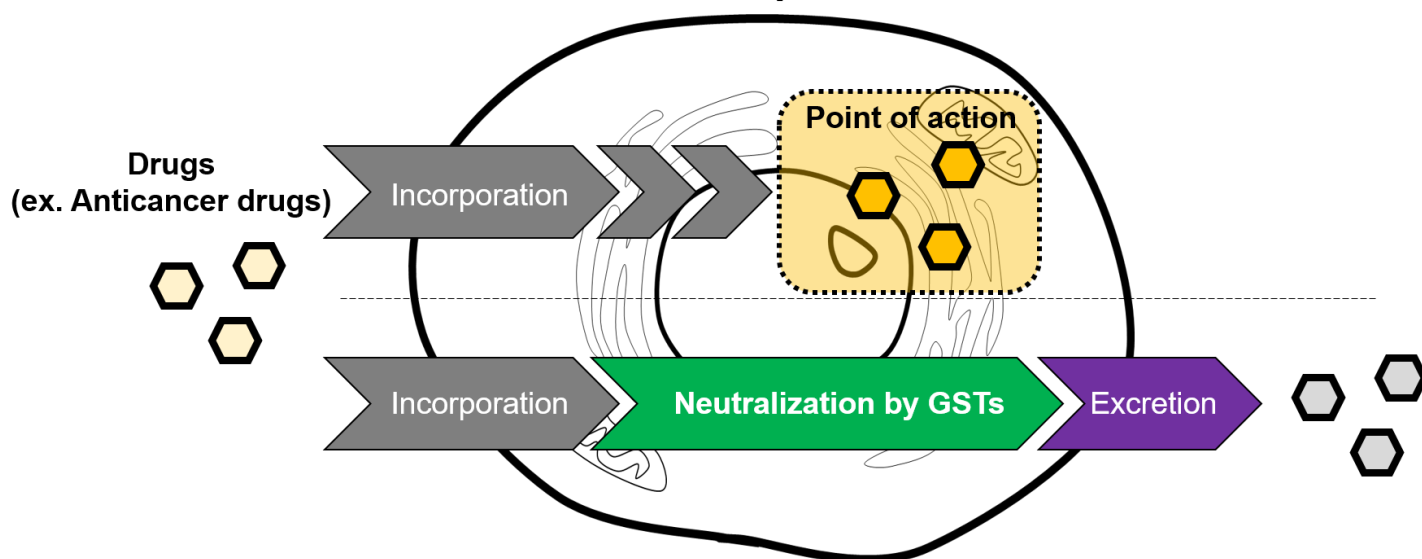 Point of action
Drugs
(ex. Anticancer drugs)
Incorporation
Incorporation
Neutralization by GSTs
Excretion